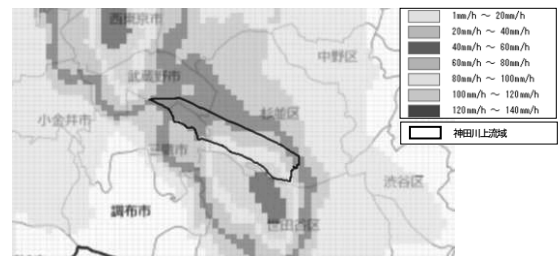 西東京市
中野区
武蔵野市
杉並区
小金井市
三鷹市
渋谷区
調布市
世田谷区
1mm/h ～ 20mm/h
20mm/h ～ 40mm/h
40mm/h ～ 60mm/h
60mm/h ～ 80mm/h
80mm/h ～ 100mm/h
100mm/h ～ 120mm/h
120mm/h ～ 140mm/h
神田川上流域